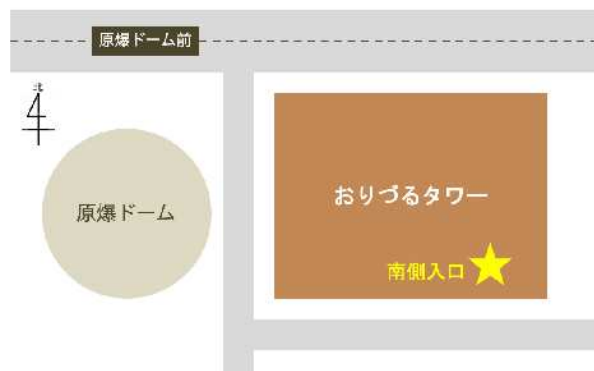 原爆ドーム前
北
原爆ドーム
おりづるタワー
南側入口